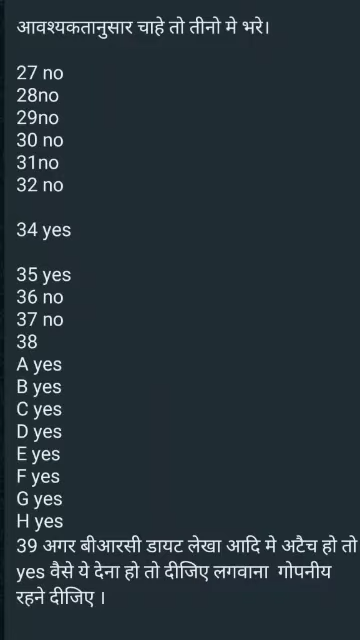 आवश्यकतानुसार चाहे तो तीनो मे भरे।
27 no
28no
29no
30 no
31no
32 no
34 yes
35 yes
36 no
37 no
38
A yes
B yes
C yes
D yes
E yes
F yes
G yes
H yes
39 अगर बीआरसी डायट लेखा आदि मे अटैच हो तो
yes वैसे ये देना हो तो दीजिए लगवाना  गोपनीय
रहने दीजिए ।